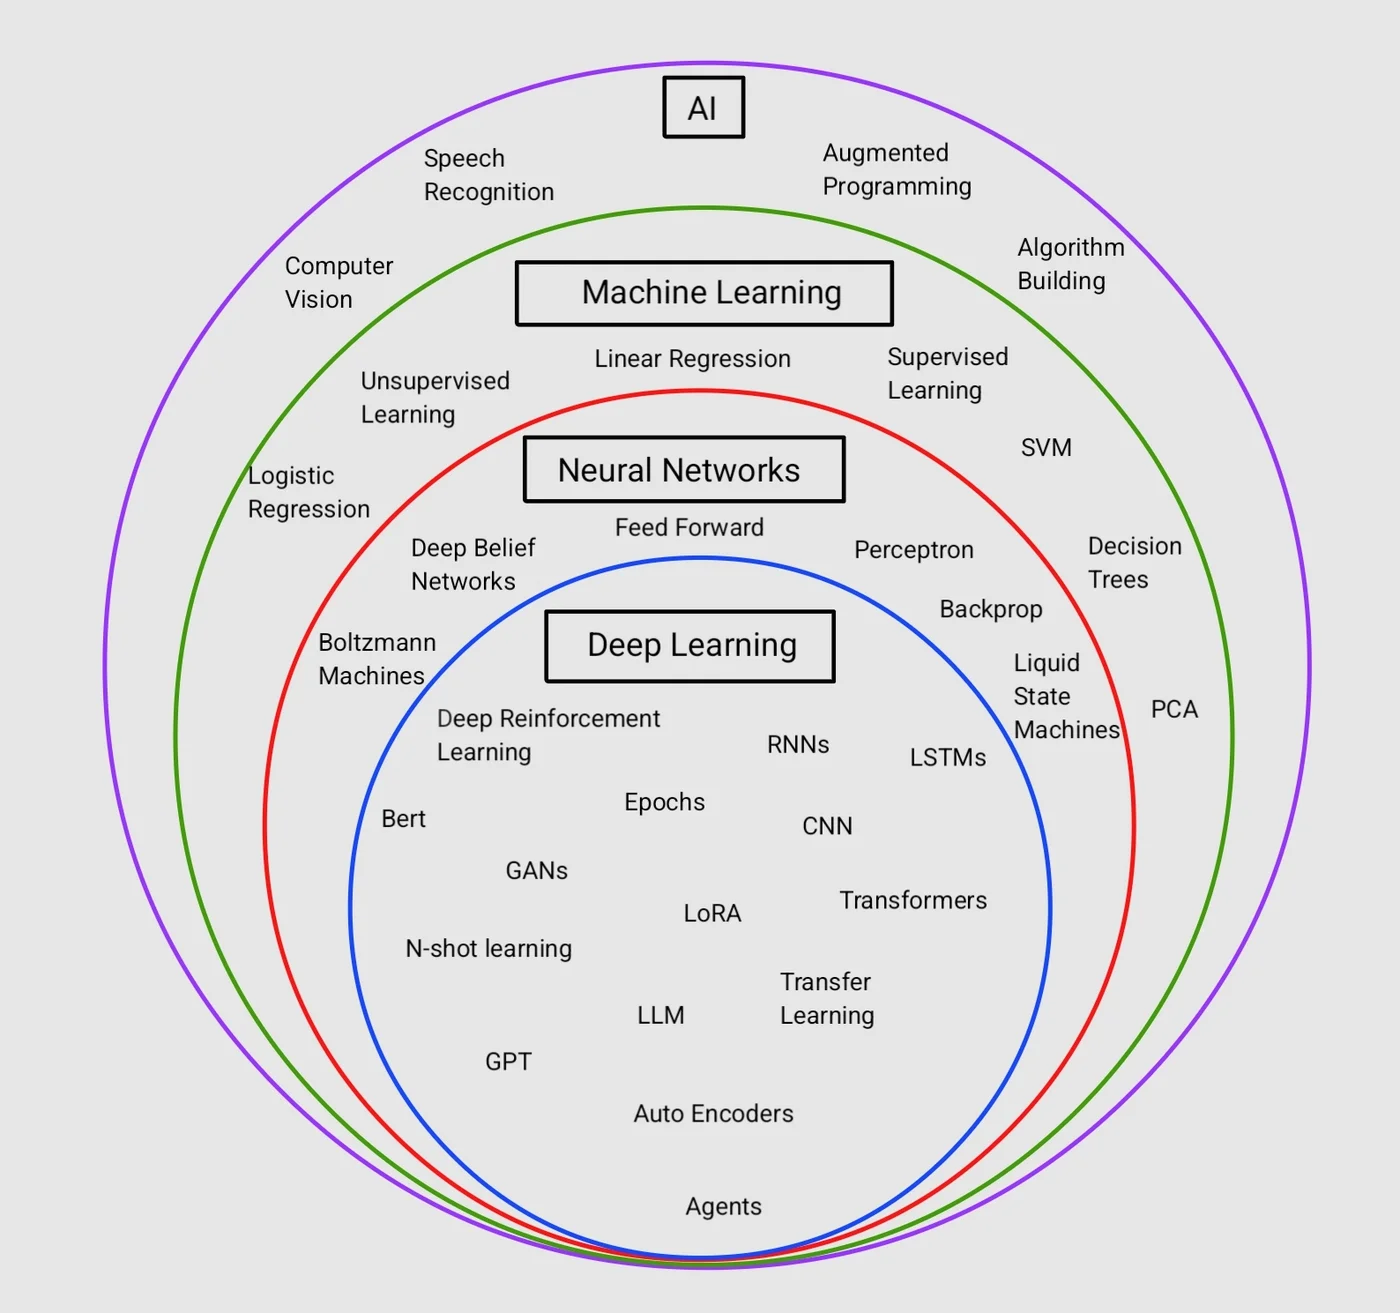 AI
Speech
Recognition
Augmented
Programming
Computer
Vision
Algorithm
Building
Machine Learning
Linear Regression
Unsupervised
Learning
Supervised
Learning
SVM
Logistic
Regression
Neural Networks
Feed Forward
Deep Belief
Networks
Perceptron
Decision
Trees
Backprop
Boltzmann
Machines
Liquid
State
Machines
PCA
Deep Learning
Deep Reinforcement
Learning
RNNs
LSTMs
Epochs
Bert
CNN
GANs
Transformers
LoRA
N-shot learning
Transfer
Learning
LLM
GPT
Auto Encoders
Agents